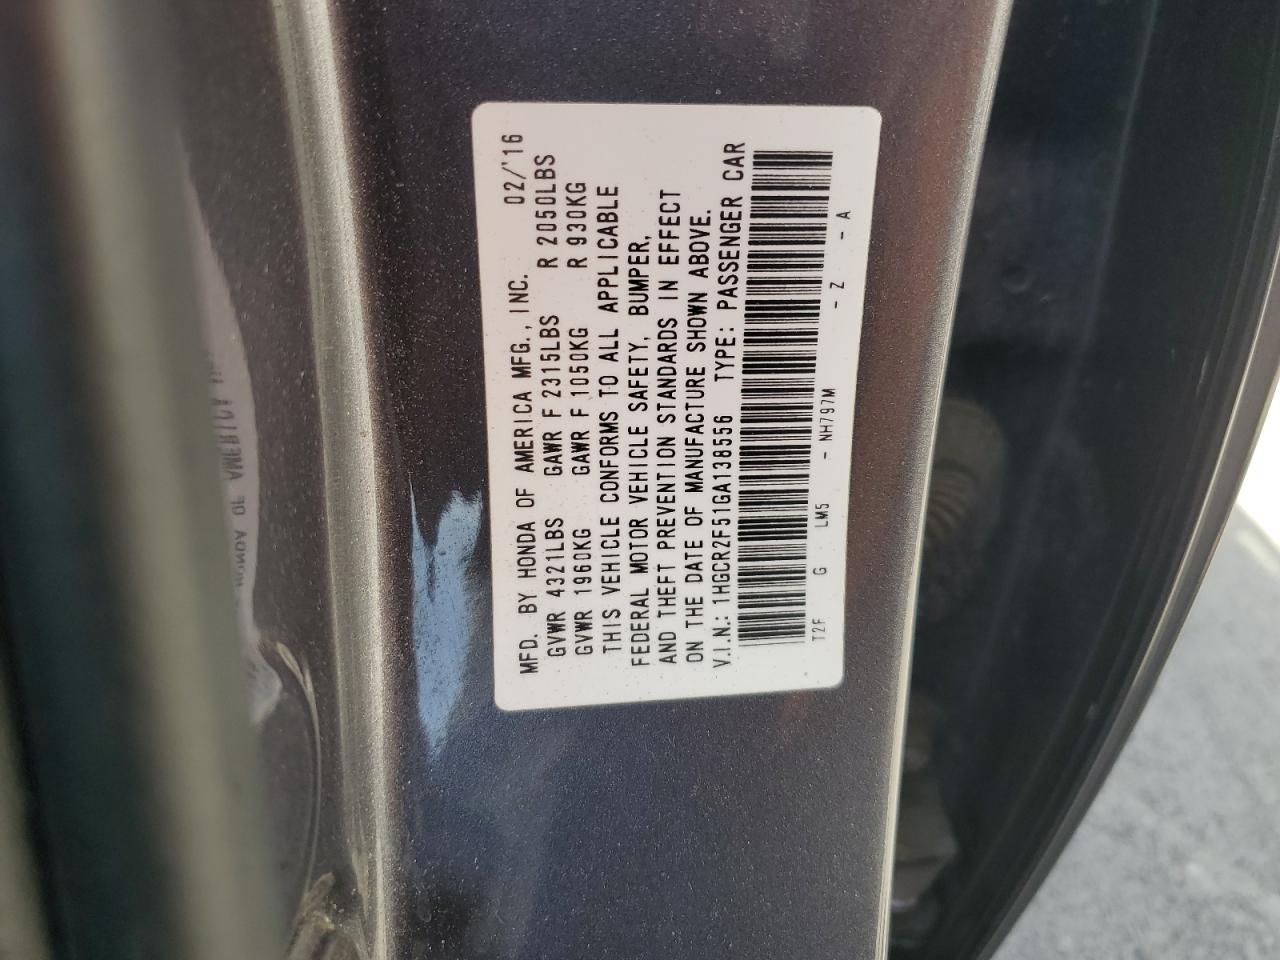 MFD. BY HONDA OF AMERICA MFG., INC. 02/'16
GVWR 4321LBS GAWR F 2315LBS R 2050LBS
GVWR 1960KG GAWR F 1050KG R 930KG
THIS VEHICLE CONFORMS TO ALL APPLICABLE
FEDERAL MOTOR VEHICLE SAFETY, BUMPER,
AND THEFT PREVENTION STANDARDS IN EFFECT
ON THE DATE OF MANUFACTURE SHOWN ABOVE.
V.I.N.: 1HGCR2F51GA138556 TYPE: PASSENGER CAR
T2F G LM5 - NH797M - Z - A